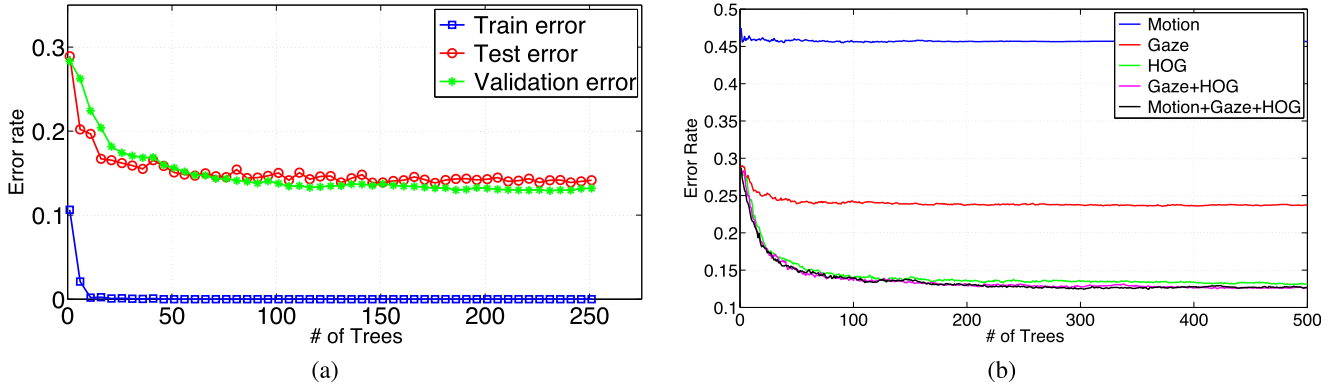 Train error
Test error
Validation error
0.3
0.2
0.1
0
0
50
100
150
200
250
Error rate
# of Trees
(a)
Motion
Gaze
HOG
Gaze+HOG
Motion+Gaze+HOG
0.5
0.45
0.4
0.35
0.3
0.25
0.2
0.15
0.1
0
100
200
300
400
500
Error Rate
# of Trees
(b)